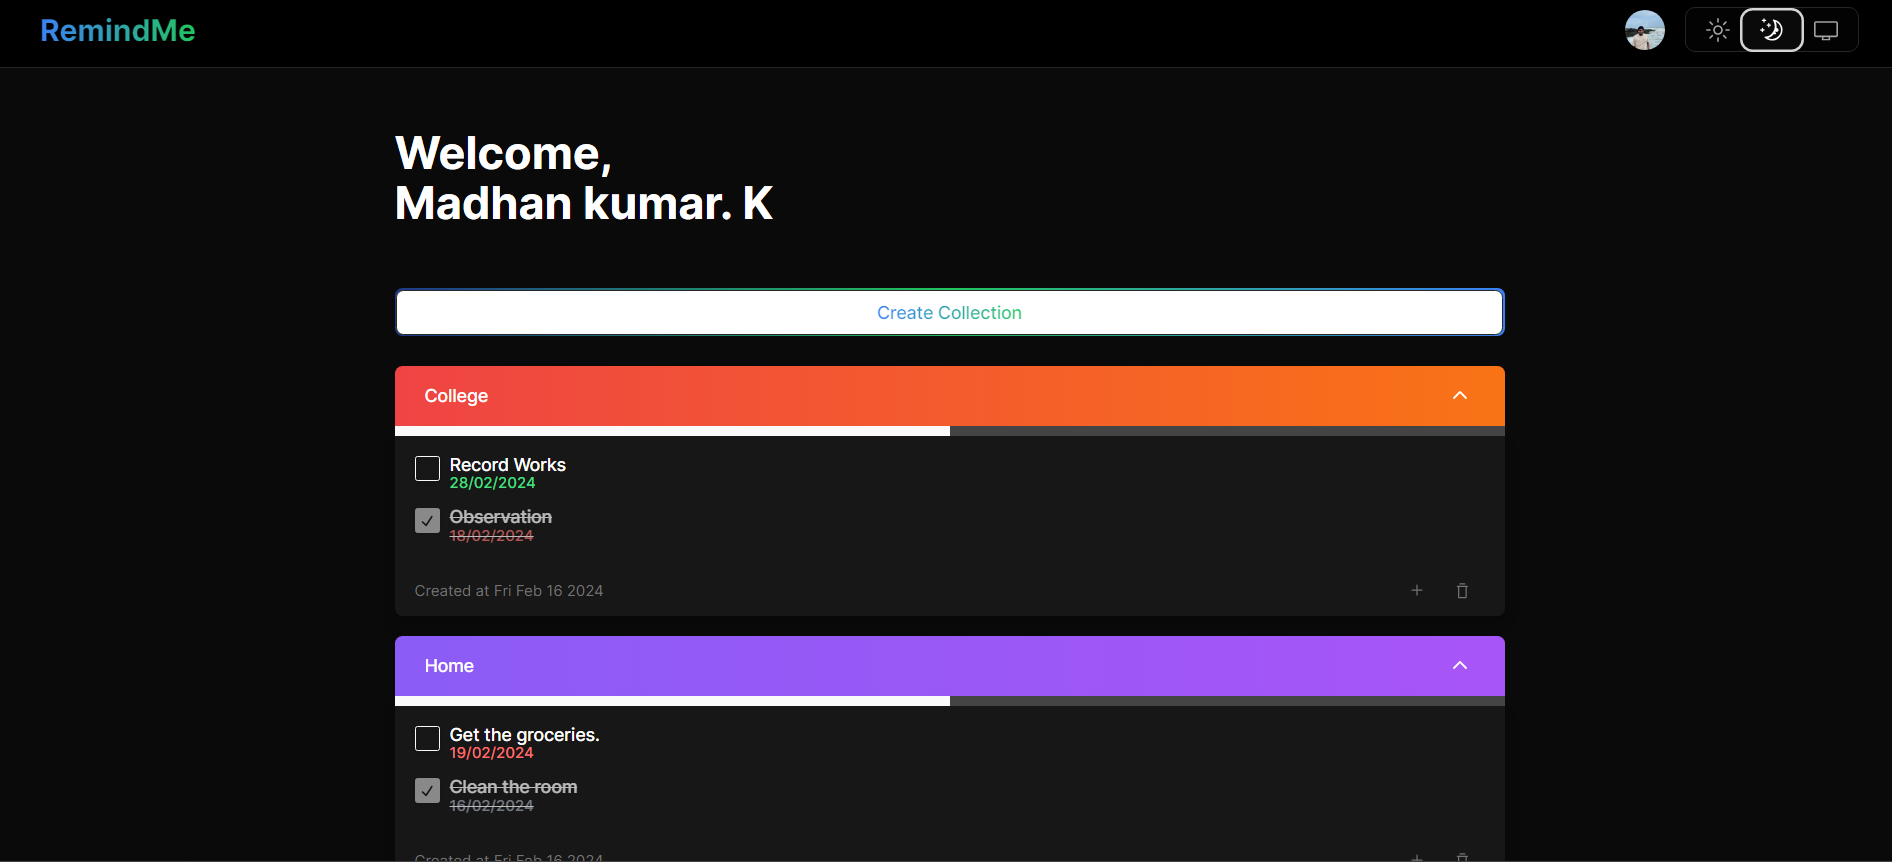 RemindMe
Welcome,
Madhan kumar. K
Create Collection
College
Record Works
28/02/2024
Observation
18/02/2024
Created at Fri Feb 16 2024
Home
Get the groceries.
19/02/2024
Clean the room
16/02/2024
Created at Fri Feb 16 2024